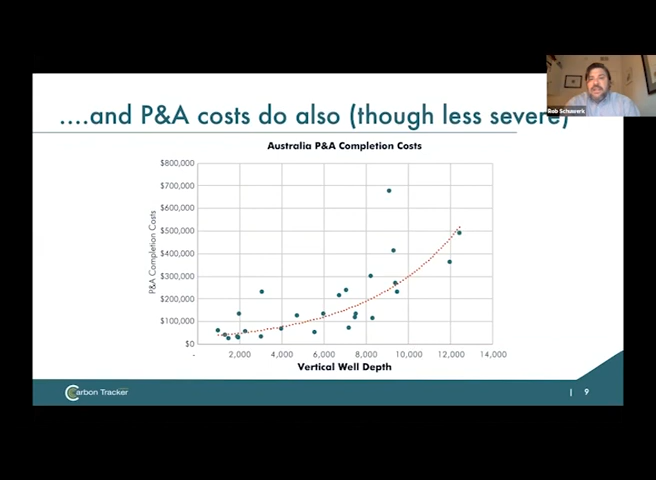 ....and P&A costs do also (though less severe)
Rob Schuwerk
Australia P&A Completion Costs
P&A Completion Costs
$800,000
$700,000
$600,000
$500,000
$400,000
$300,000
$200,000
$100,000
$0
- 2,000 4,000 6,000 8,000 10,000 12,000 14,000
Vertical Well Depth
Carbon Tracker
| 9